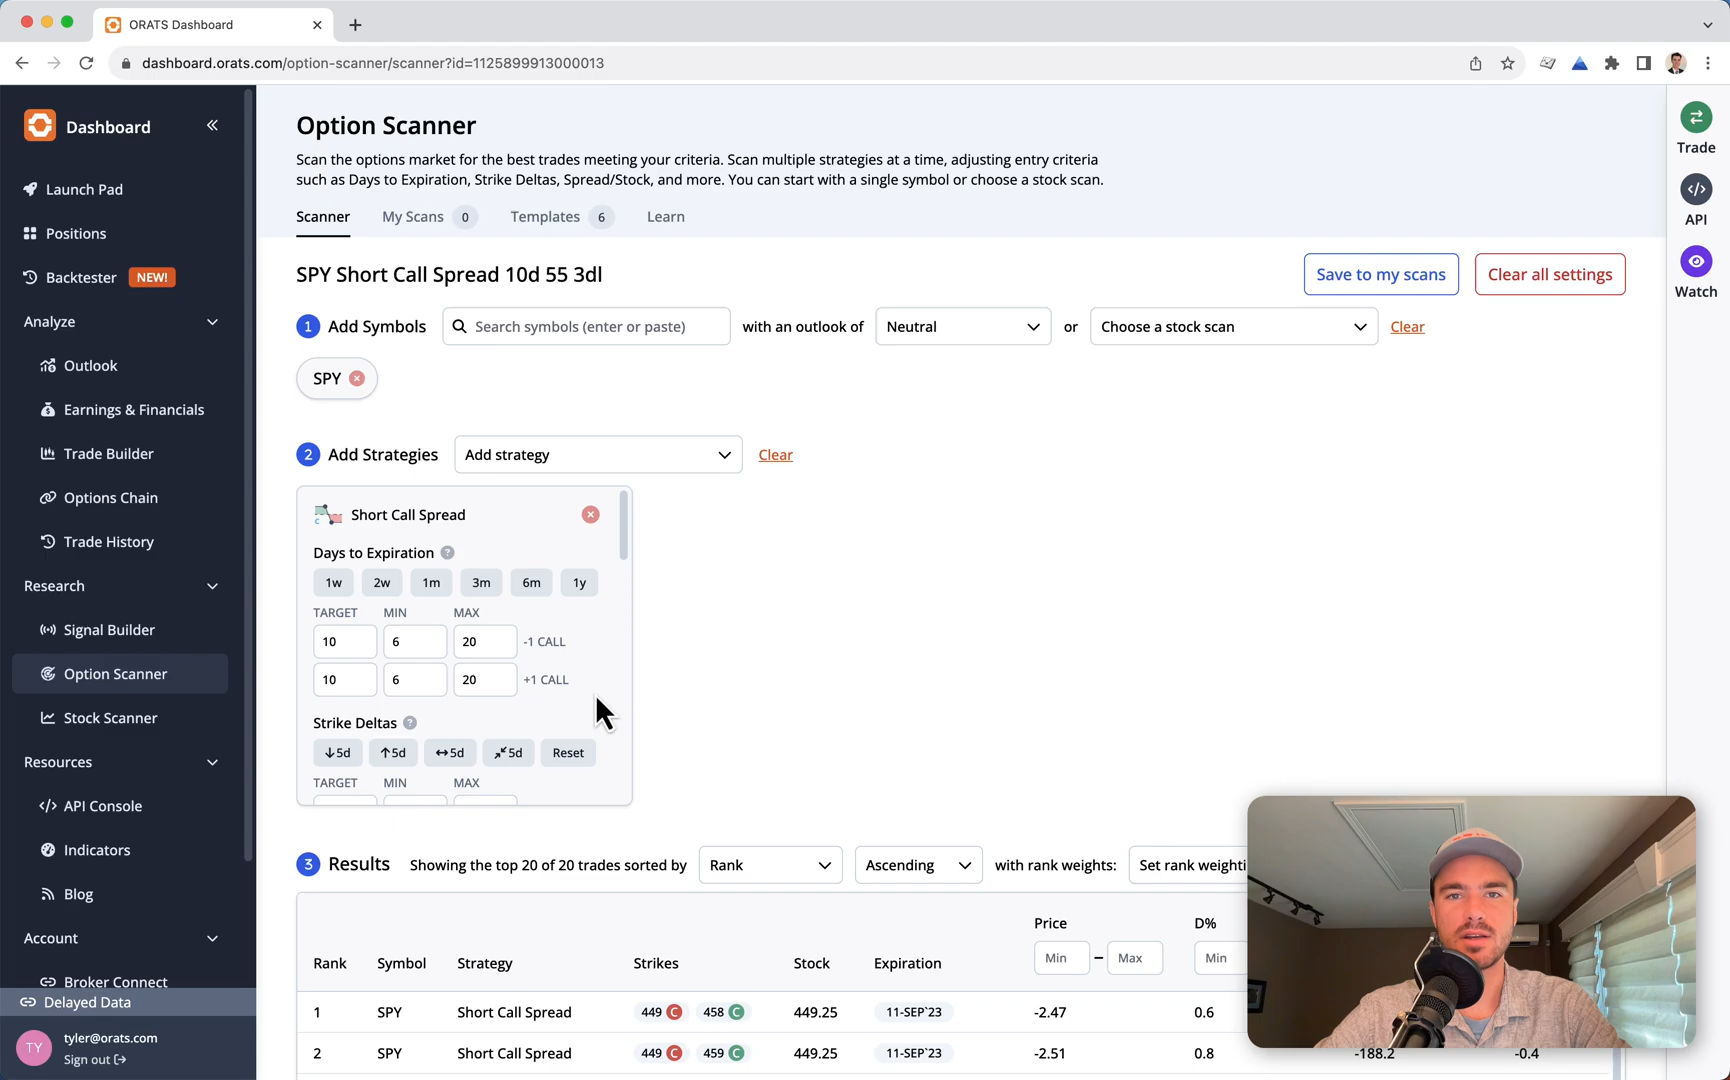 ORATS Dashboard
dashboard.orats.com/option-scanner/scanner?id=1125899913000013
Dashboard
Launch Pad
Positions
Backtester NEW!
Analyze
Outlook
Earnings & Financials
Trade Builder
Options Chain
Trade History
Research
Signal Builder
Option Scanner
Stock Scanner
Resources
API Console
Indicators
Blog
Account
Broker Connect
Delayed Data
TY tyler@orats.com
Sign out
Option Scanner
Scan the options market for the best trades meeting your criteria. Scan multiple strategies at a time, adjusting entry criteria
such as Days to Expiration, Strike Deltas, Spread/Stock, and more. You can start with a single symbol or choose a stock scan.
Scanner My Scans 0 Templates 6 Learn
SPY Short Call Spread 10d 55 3dl Save to my scans Clear all settings
1 Add Symbols Search symbols (enter or paste) with an outlook of Neutral or Choose a stock scan Clear
SPY
2 Add Strategies Add strategy Clear
Short Call Spread
Days to Expiration ?
1w 2w 1m 3m 6m 1y
TARGET MIN MAX
10 6 20 -1 CALL
10 6 20 +1 CALL
Strike Deltas ?
↓5d ↑5d ↔5d 5d Reset
TARGET MIN MAX
3 Results Showing the top 20 of 20 trades sorted by Rank Ascending with rank weights: Set rank weighti
Price D%
Min – Max Min
Rank Symbol Strategy Strikes Stock Expiration
1 SPY Short Call Spread 449 C 458 C 449.25 11-SEP`23 -2.47 0.6
2 SPY Short Call Spread 449 C 459 C 449.25 11-SEP`23 -2.51 0.8 -188.2 -0.4
Trade
API
Watch